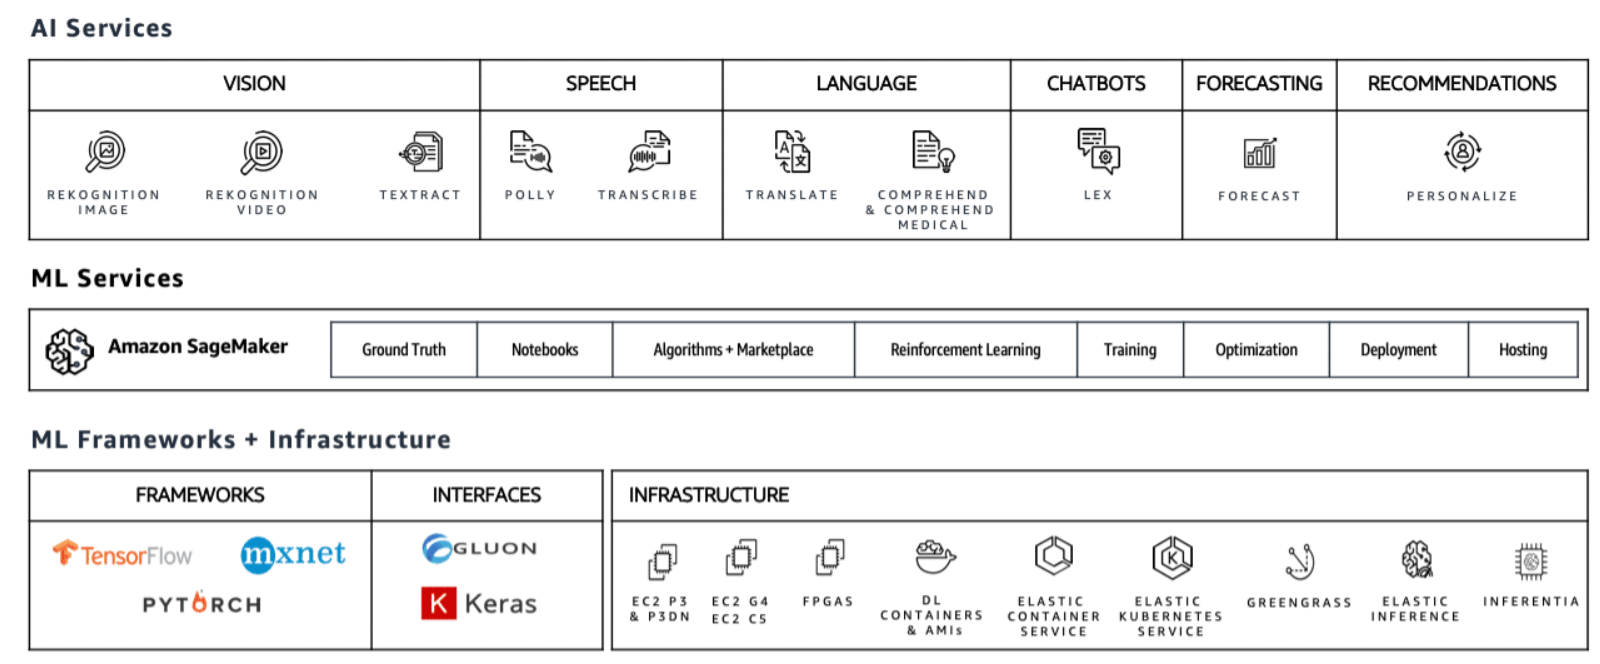 AI Services
VISION
SPEECH
LANGUAGE
CHATBOTS
FORECASTING
RECOMMENDATIONS
REKOGNITION
IMAGE
REKOGNITION
VIDEO
TEXTRACT
POLLY
TRANSCRIBE
TRANSLATE
COMPREHEND
& COMPREHEND
MEDICAL
LEX
FORECAST
PERSONALIZE
ML Services
Amazon SageMaker
Ground Truth
Notebooks
Algorithms + Marketplace
Reinforcement Learning
Training
Optimization
Deployment
Hosting
ML Frameworks + Infrastructure
FRAMEWORKS
INTERFACES
INFRASTRUCTURE
TensorFlow
mxnet
PYTORCH
GLUON
K Keras
EC2 P3
& P3DN
EC2 G4
EC2 C5
FPGAS
DL
CONTAINERS
& AMIs
ELASTIC
CONTAINER
SERVICE
K
ELASTIC
KUBERNETES
SERVICE
GREENGRASS
ELASTIC
INFERENCE
INFERENTIA